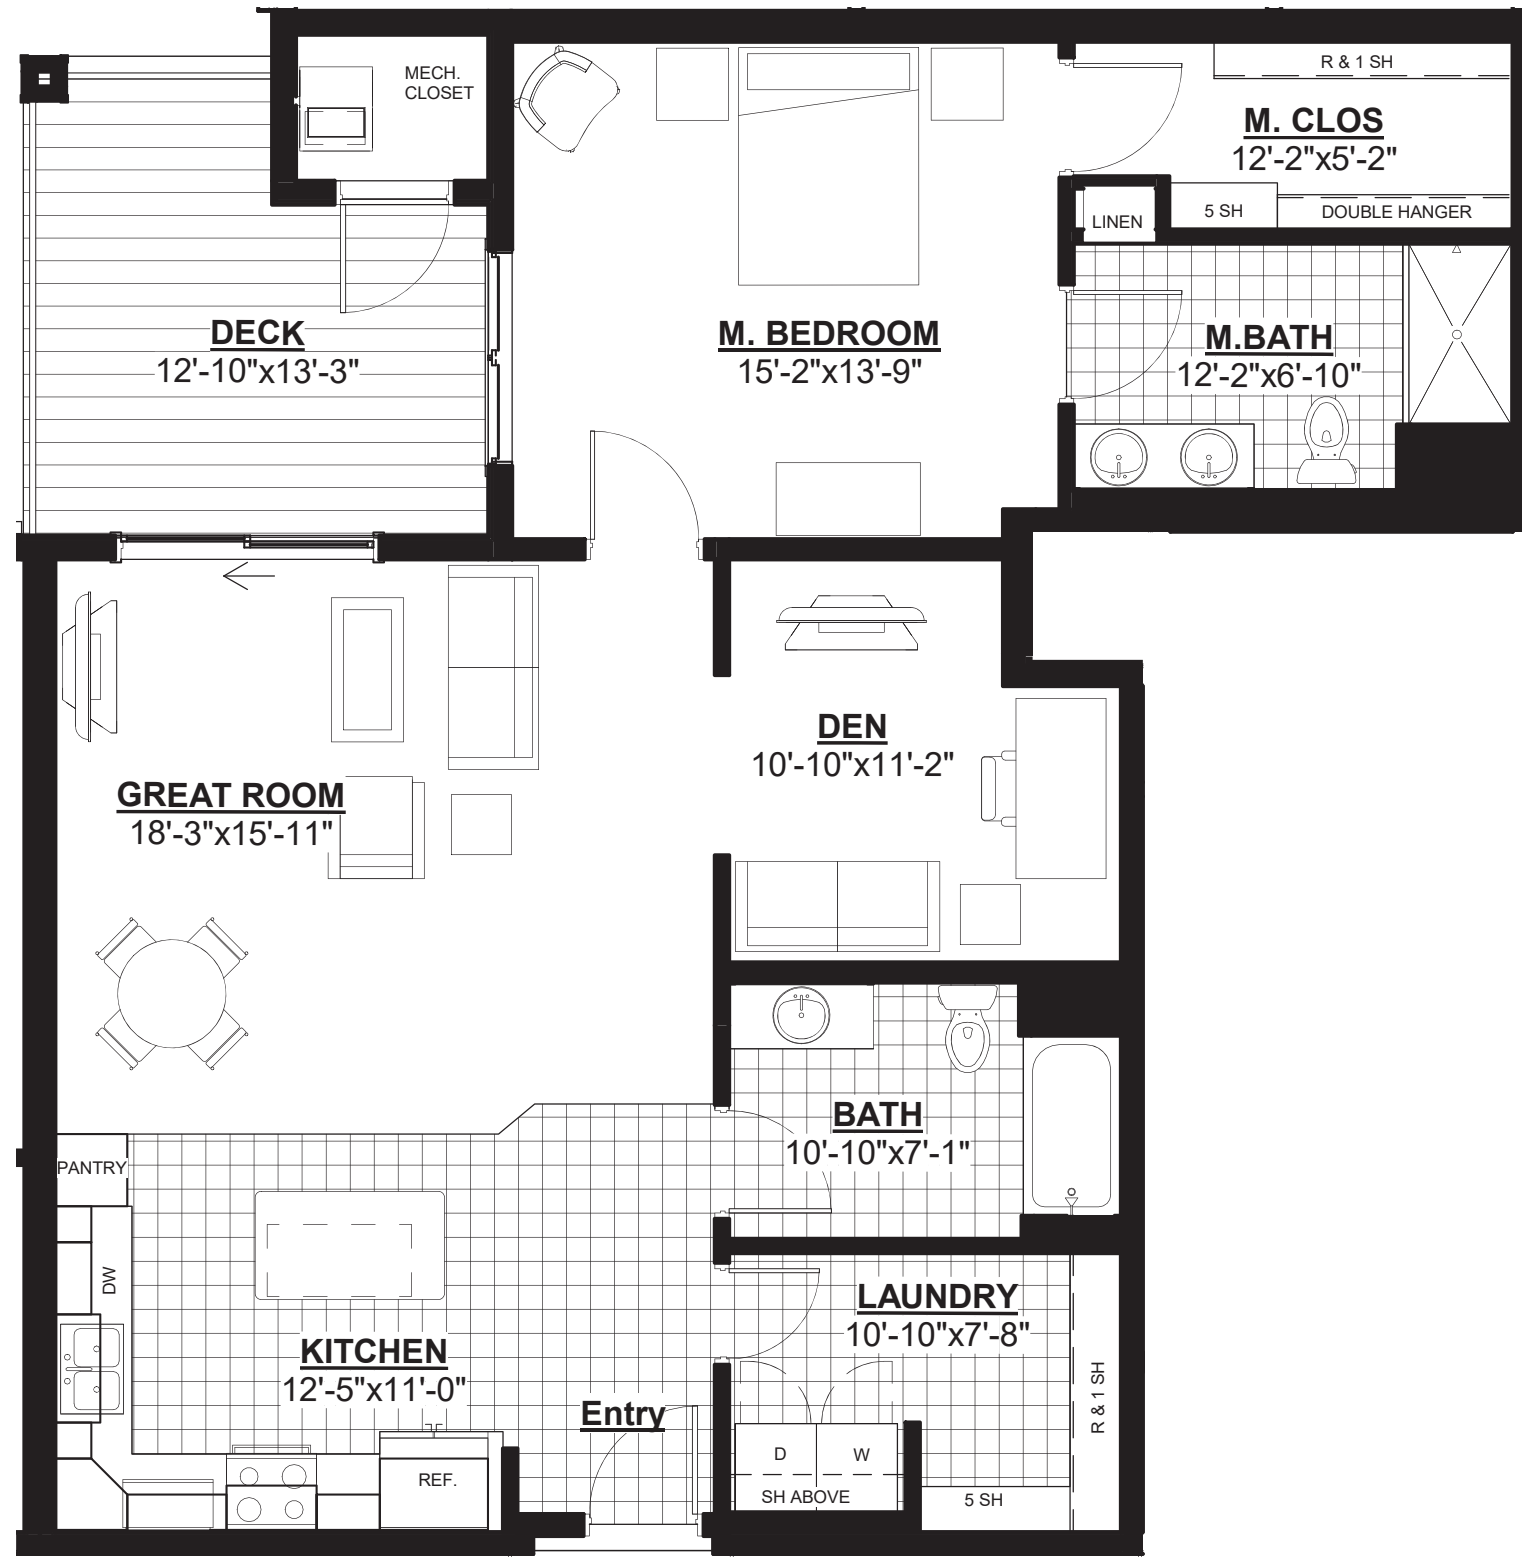 MECH.
CLOSET
R & 1 SH
M. CLOS
12'-2"x5'-2"
LINEN
5 SH
DOUBLE HANGER
DECK
12'-10"x13'-3"
M. BEDROOM
15'-2"x13'-9"
M.BATH
12'-2"x6'-10"
DEN
10'-10"x11'-2"
GREAT ROOM
18'-3"x15'-11"
BATH
10'-10"x7'-1"
PANTRY
DW
LAUNDRY
10'-10"x7'-8"
KITCHEN
12'-5"x11'-0"
Entry
R & 1 SH
D
W
REF.
SH ABOVE
5 SH